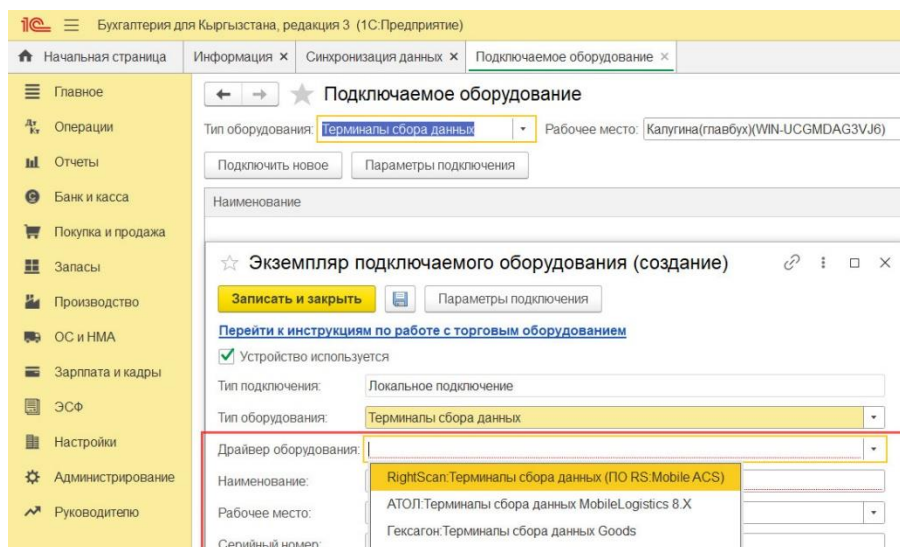 1С Бухгалтерия для Кыргызстана, редакция 3 (1С:Предприятие)
Начальная страница Информация × Синхронизация данных × Подключаемое оборудование ×
Главное
Операции
Отчеты
Банк и касса
Покупка и продажа
Запасы
Производство
ОС и НМА
Зарплата и кадры
ЭСФ
Настройки
Администрирование
Руководителю
Подключаемое оборудование
Тип оборудования: Терминалы сбора данных Рабочее место: Калугина(главбух)(WIN-UCGMDAG3VJ6)
Подключить новое Параметры подключения
Наименование
Экземпляр подключаемого оборудования (создание)
Записать и закрыть Параметры подключения
Перейти к инструкциям по работе с торговым оборудованием
Устройство используется
Тип подключения: Локальное подключение
Тип оборудования: Терминалы сбора данных
Драйвер оборудования:
RightScan:Терминалы сбора данных (ПО RS:Mobile ACS)
Наименование:
АТОЛ:Терминалы сбора данных MobileLogistics 8.X
Рабочее место:
Гексагон:Терминалы сбора данных Goods
Серийный номер: